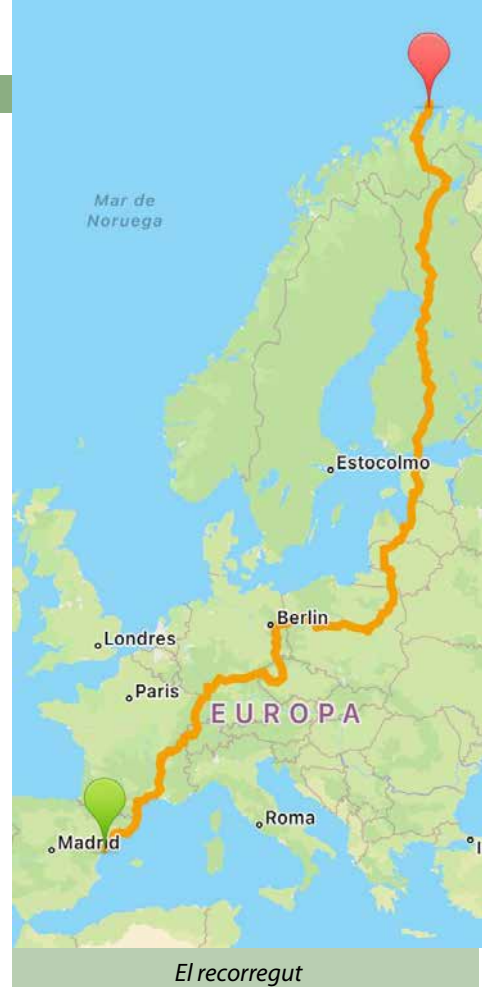 Mar de
Noruega
Estocolmo
Berlin
Londres
Paris
EUROPA
Roma
Madrid
El recorregut